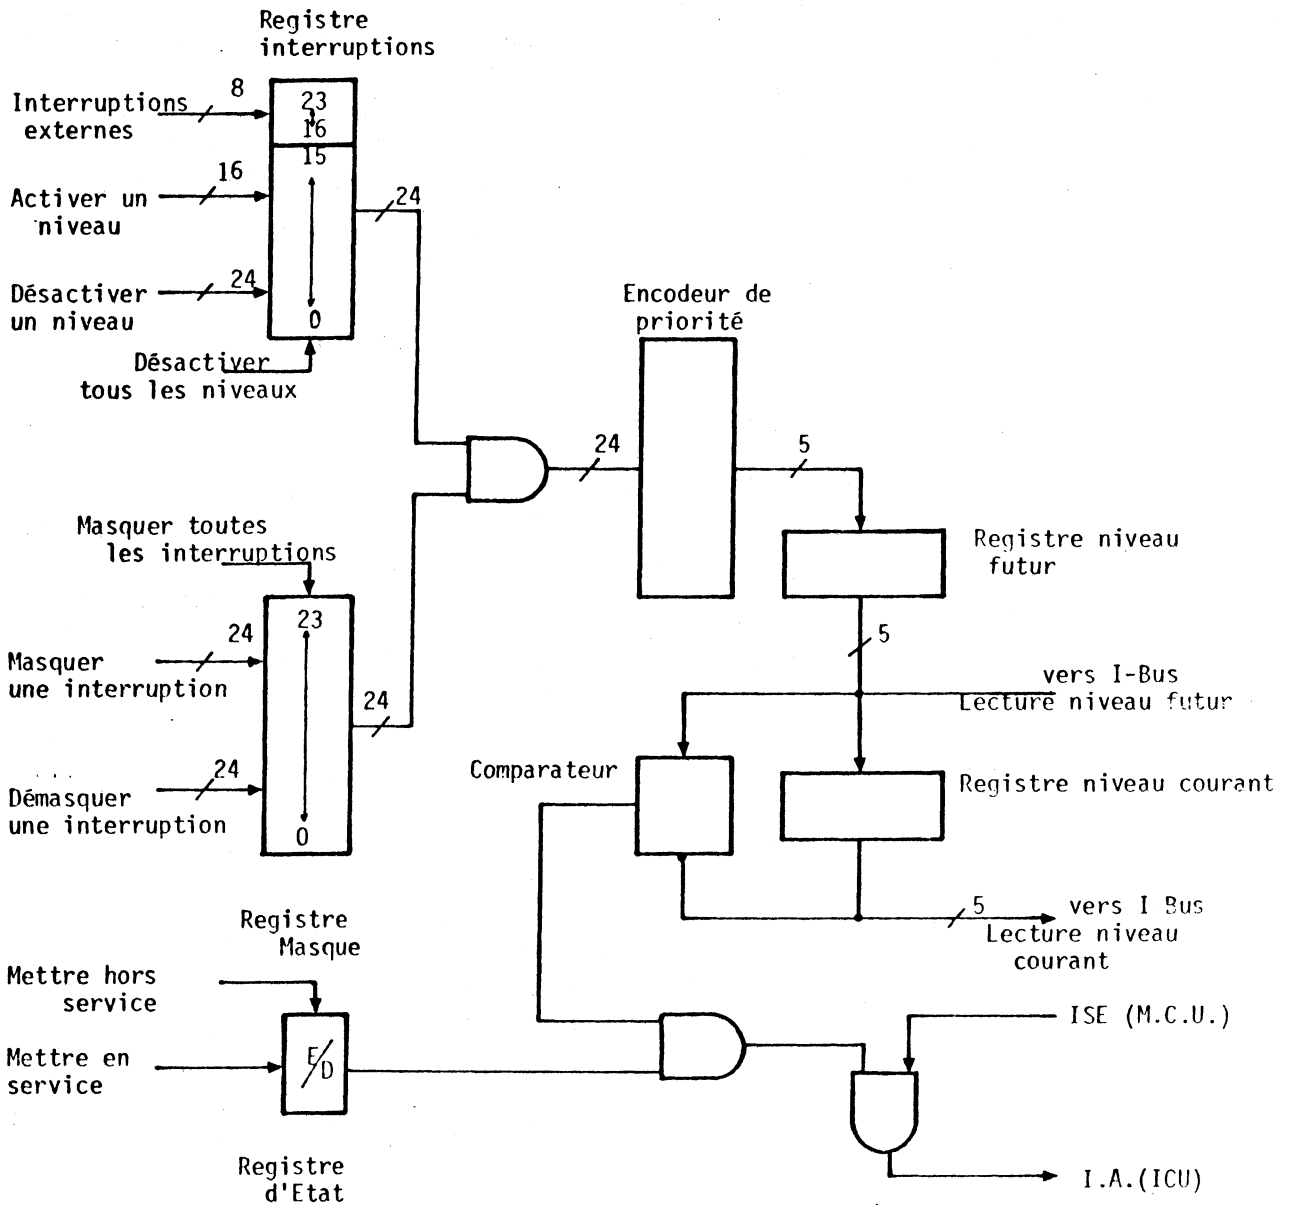 Registre
interruptions
Interruptions
externes
8
23
16
15
0
Activer un
niveau
16
24
Désactiver
un niveau
24
Désactiver
tous les niveaux
Encodeur de
priorité
24
5
Masquer toutes
les interruptions
Registre niveau
futur
23
0
24
Masquer
une interruption
24
5
vers I-Bus
Lecture niveau futur
Comparateur
Registre niveau courant
24
Démasquer
une interruption
Registre
Masque
5
vers I Bus
Lecture niveau
courant
Mettre hors
service
ISE (M.C.U.)
E/D
Mettre en
service
Registre
d'Etat
I.A.(ICU)